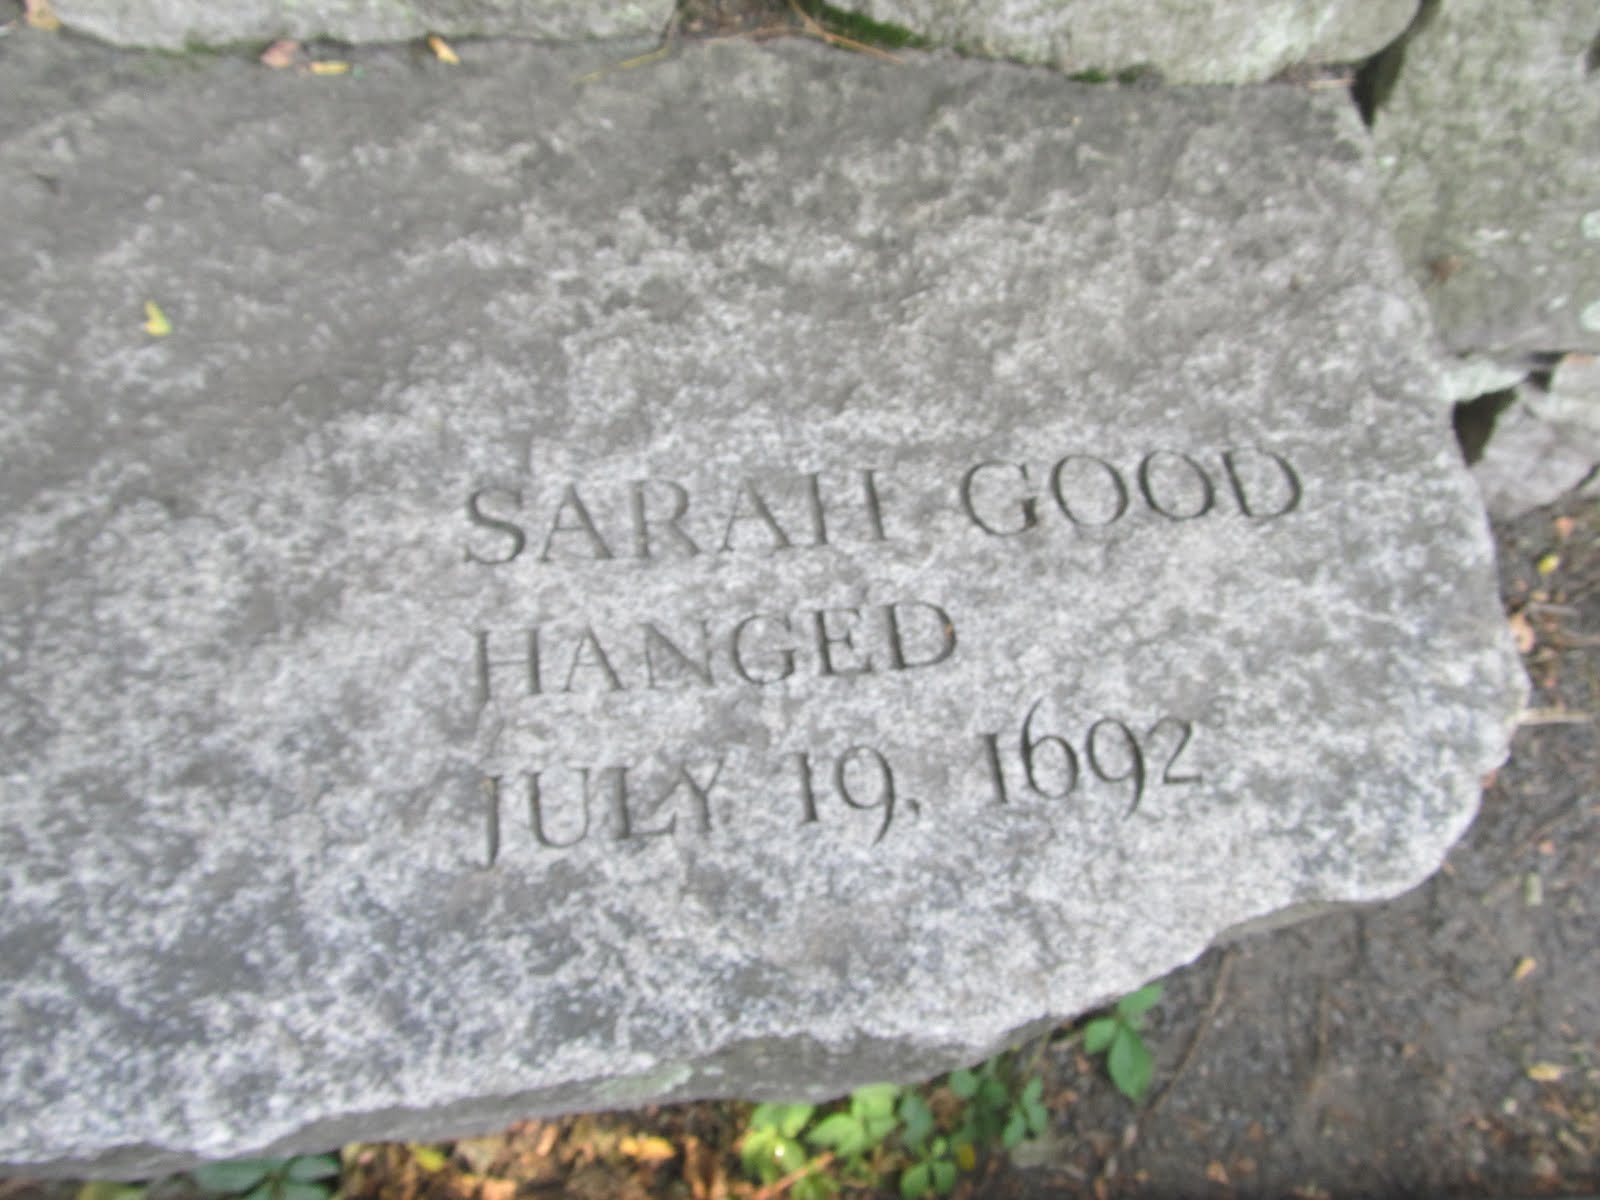 SARAH GOOD
HANGED
JULY 19, 1692